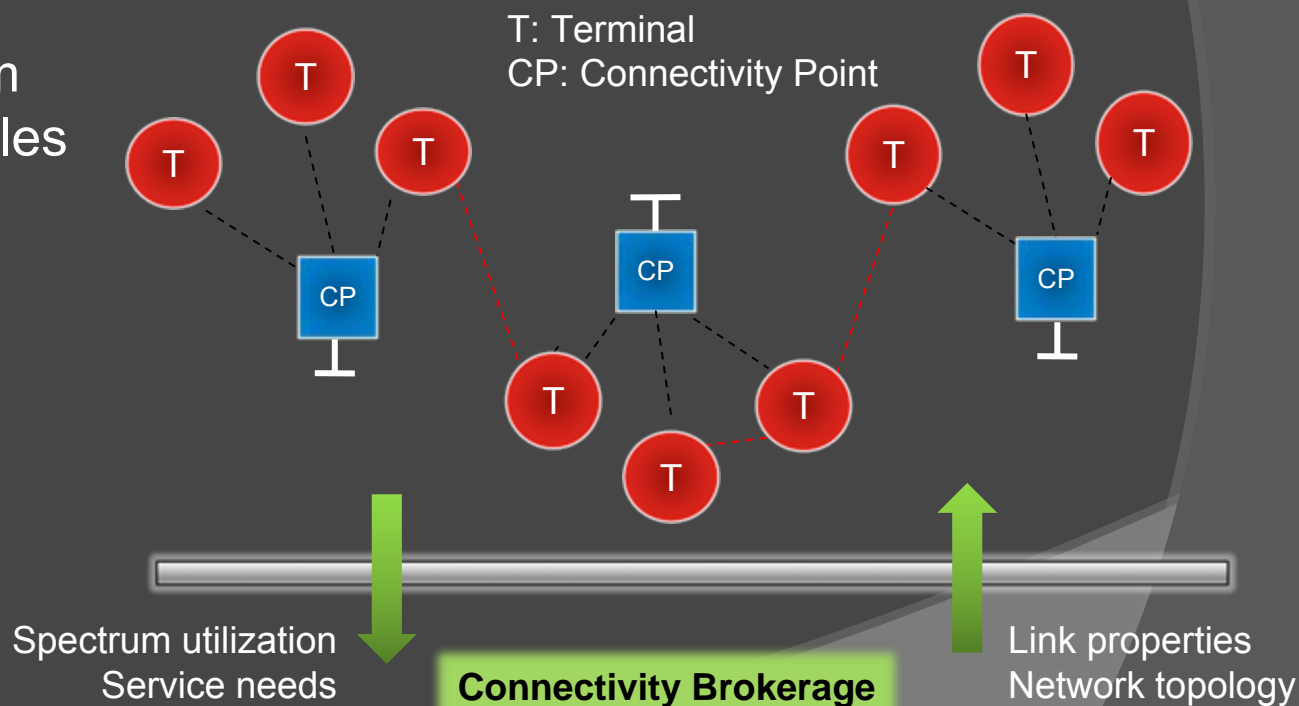 T: Terminal
CP: Connectivity Point
T
T
T
T
T
T
CP
CP
CP
T
T
T
Spectrum utilization
Service needs
Connectivity Brokerage
Link properties
Network topology